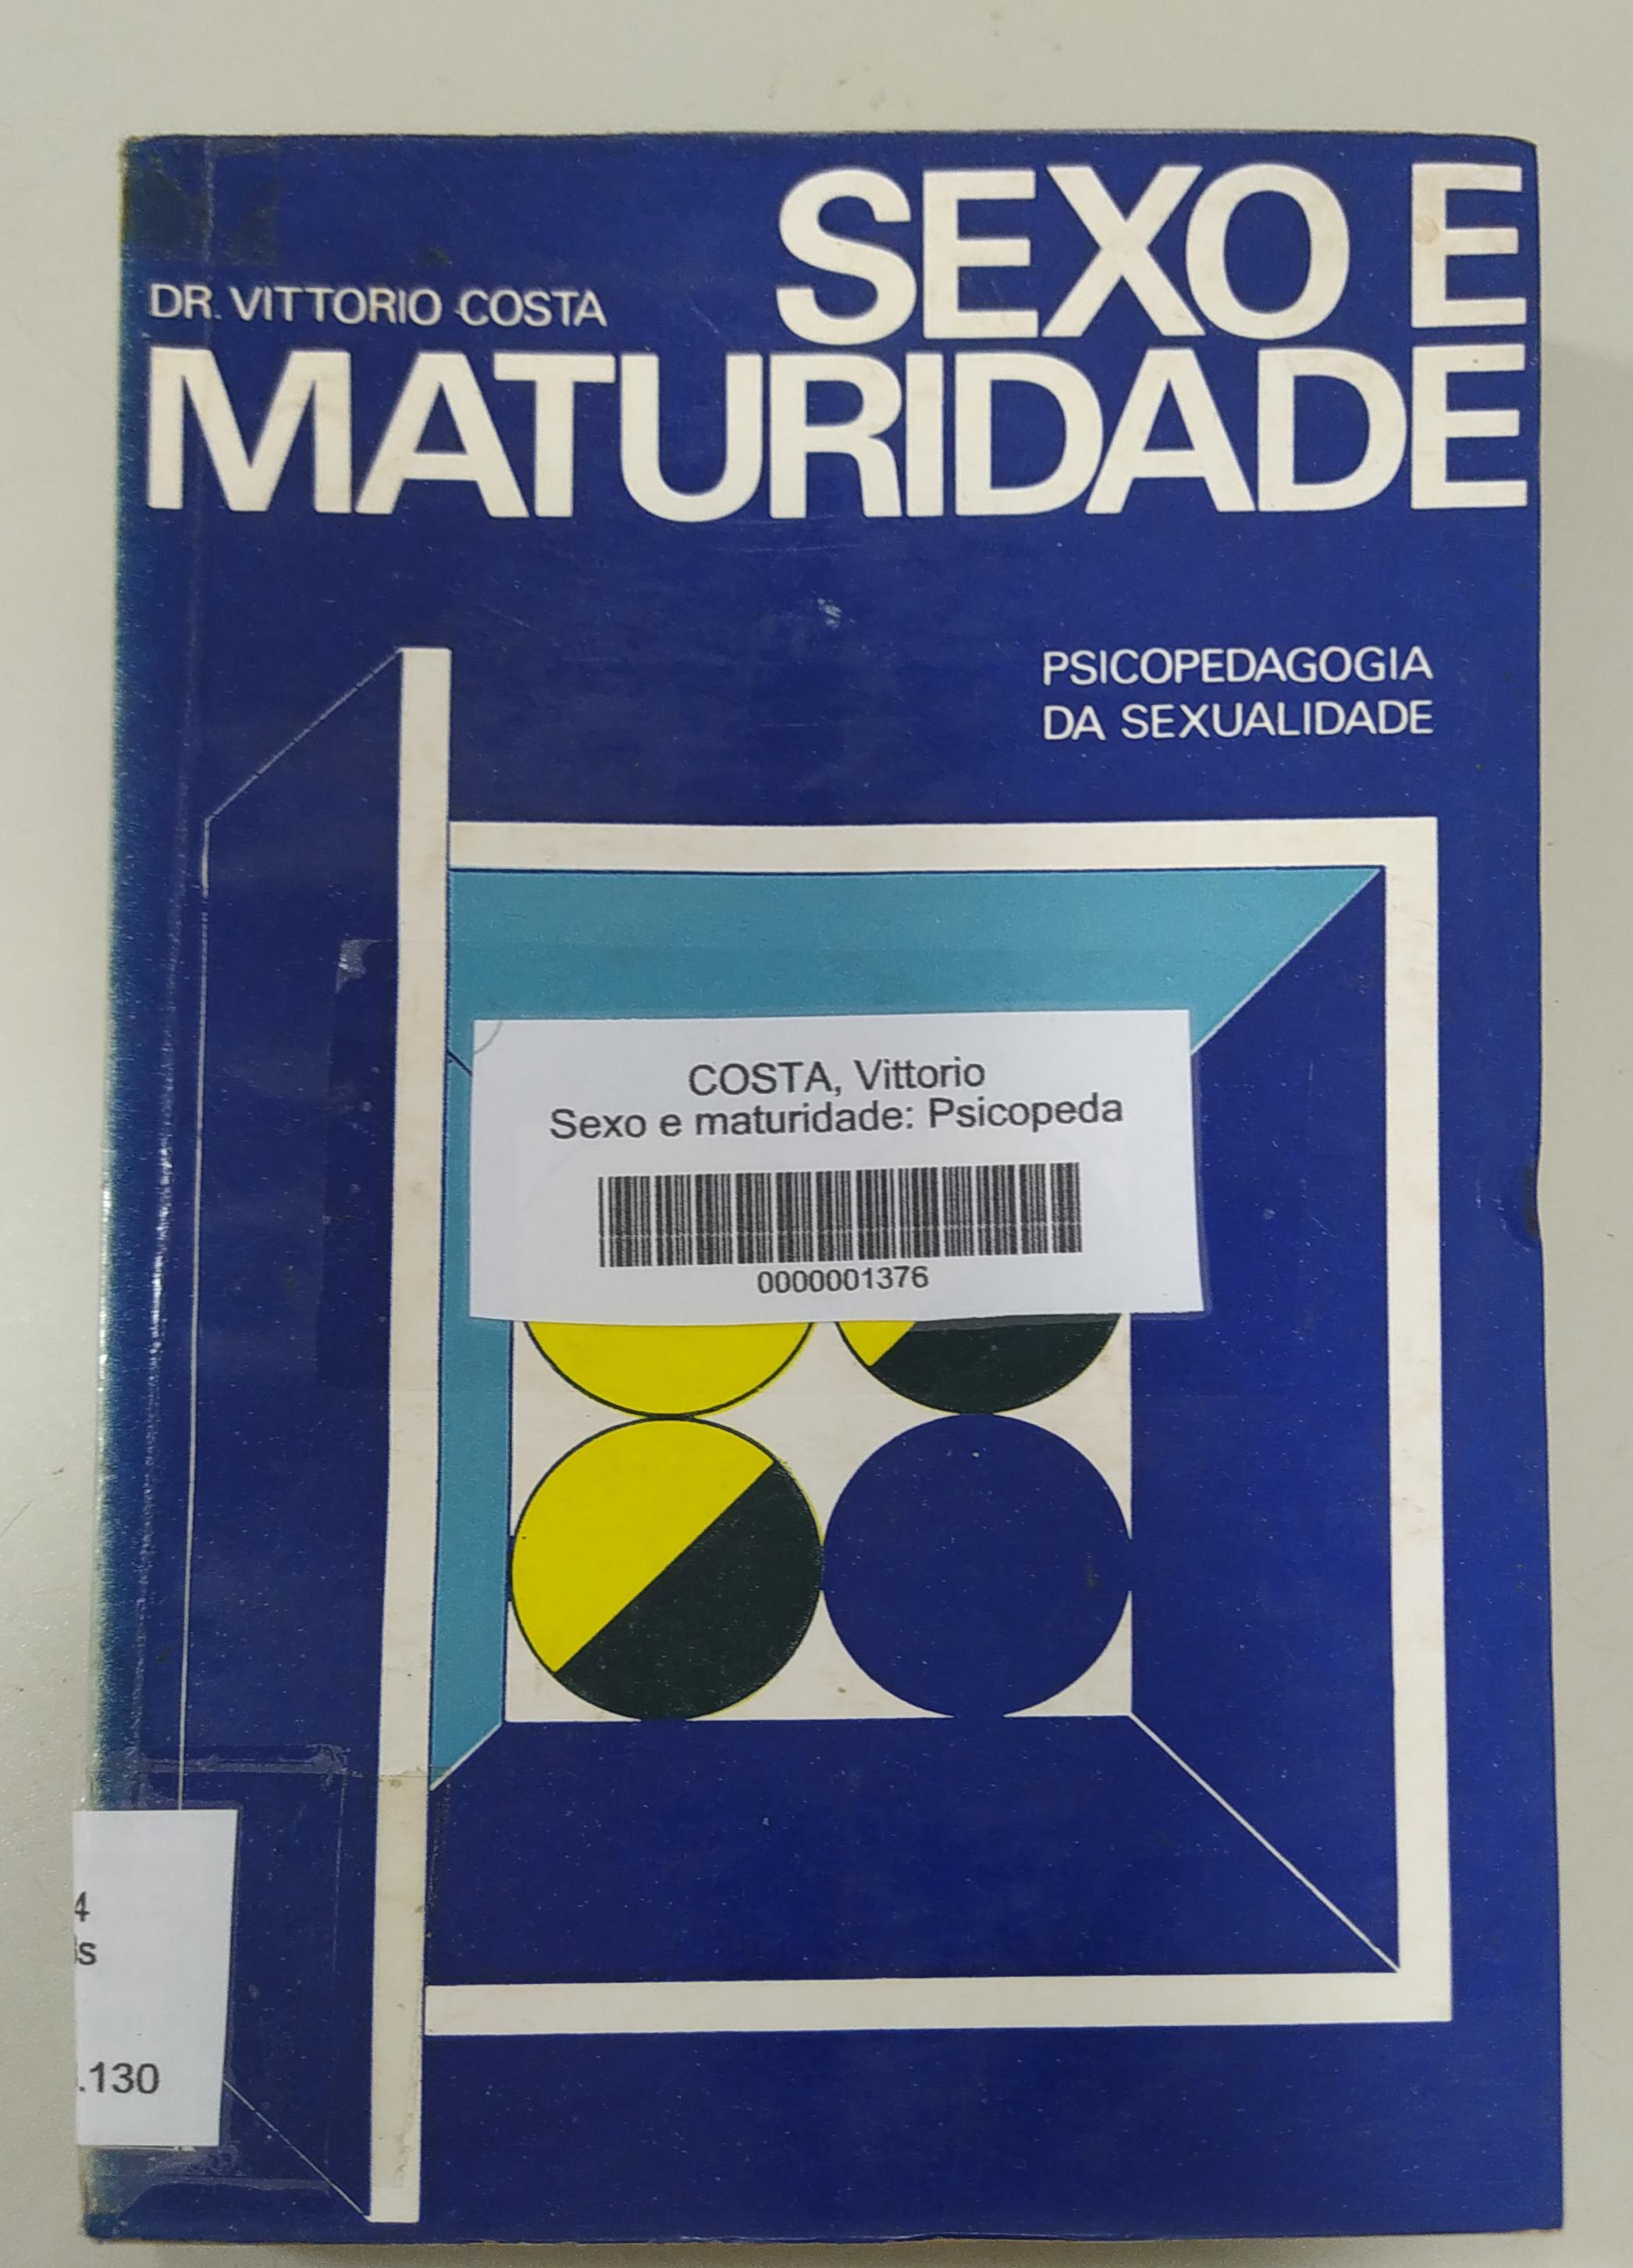 SEXO E
DR. VITTORIO COSTA
MATURIDADE
PSICOPEDAGOGIA
DA SEXUALIDADE
COSTA, Vittorio
Sexo e maturidade: Psicopeda
0000001376
4
s
.130